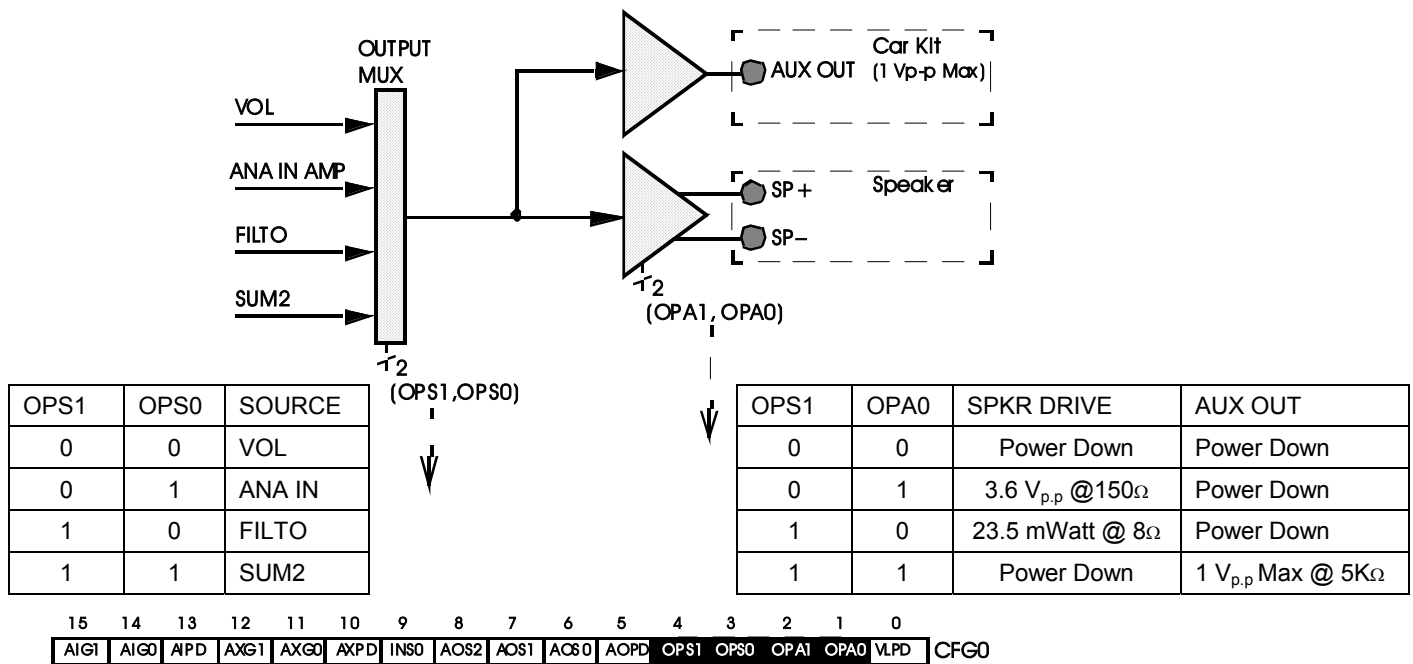 OUTPUT
MUX
VOL
ANA IN AMP
FILTO
SUM2
2
(OPS1,OPS0)
AUX OUT
Car Kit
(1 Vp-p Max)
SP+
Speaker
SP–
2
(OPA1, OPA0)
OPS1 OPS0 SOURCE
0 0 VOL
0 1 ANA IN
1 0 FILTO
1 1 SUM2
OPS1 OPA0 SPKR DRIVE AUX OUT
0 0 Power Down Power Down
0 1 3.6 Vp.p @150Ω Power Down
1 0 23.5 mWatt @ 8Ω Power Down
1 1 Power Down 1 Vp.p Max @ 5KΩ
15 14 13 12 11 10 9 8 7 6 5 4 3 2 1 0
AIG1 AIG0 AIPD AXG1 AXG0 AXPD INS0 AOS2 AOS1 AOS0 AOPD OPS1 OPS0 OPA1 OPA0 VLPD CFG0